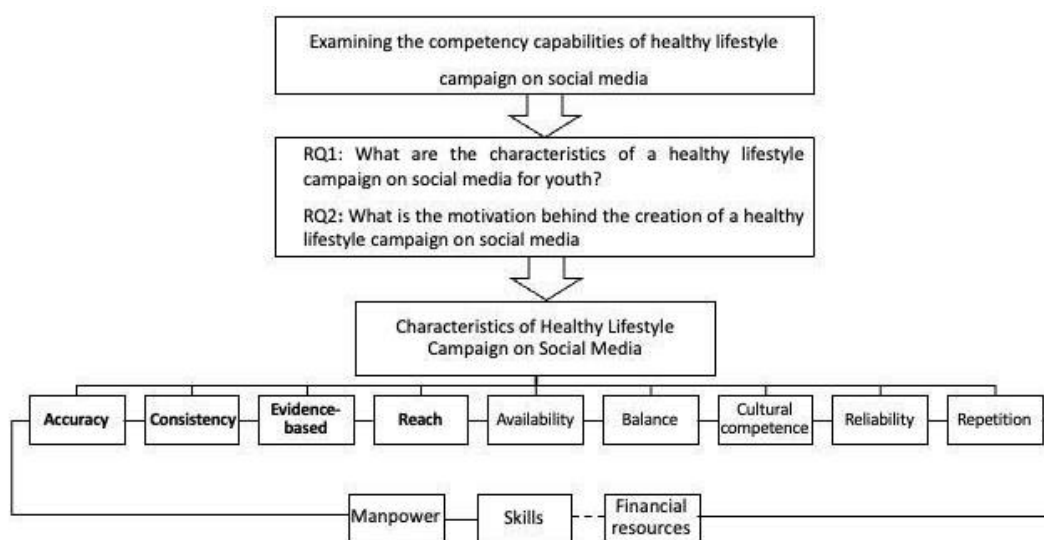 Examining the competency capabilities of healthy lifestyle
campaign on social media
RQ1: What are the characteristics of a healthy lifestyle
campaign on social media for youth?
RQ2: What is the motivation behind the creation of a healthy
lifestyle campaign on social media
Characteristics of Healthy Lifestyle
Campaign on Social Media
Accuracy
Consistency
Evidence-
based
Reach
Availability
Balance
Cultural
competence
Reliability
Repetition
Manpower
Skills
Financial
resources